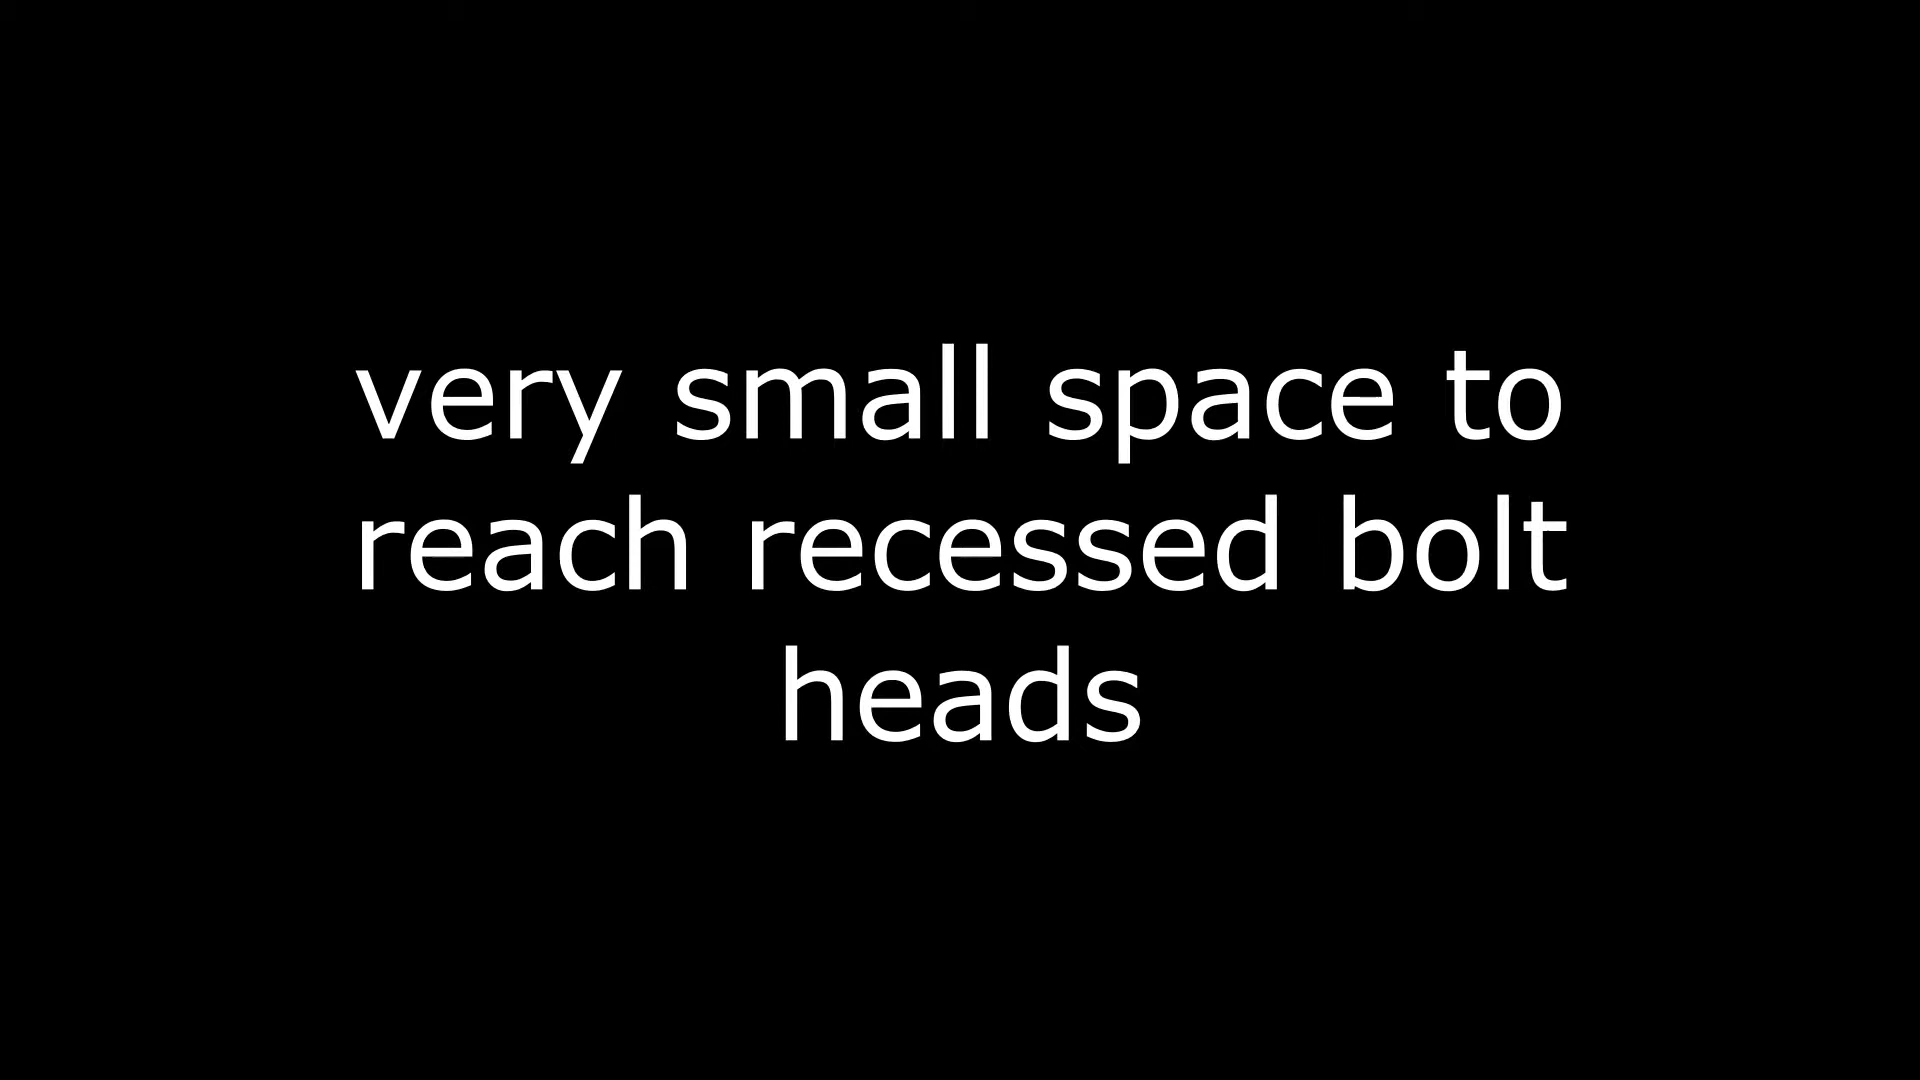 very small space to
reach recessed bolt
heads